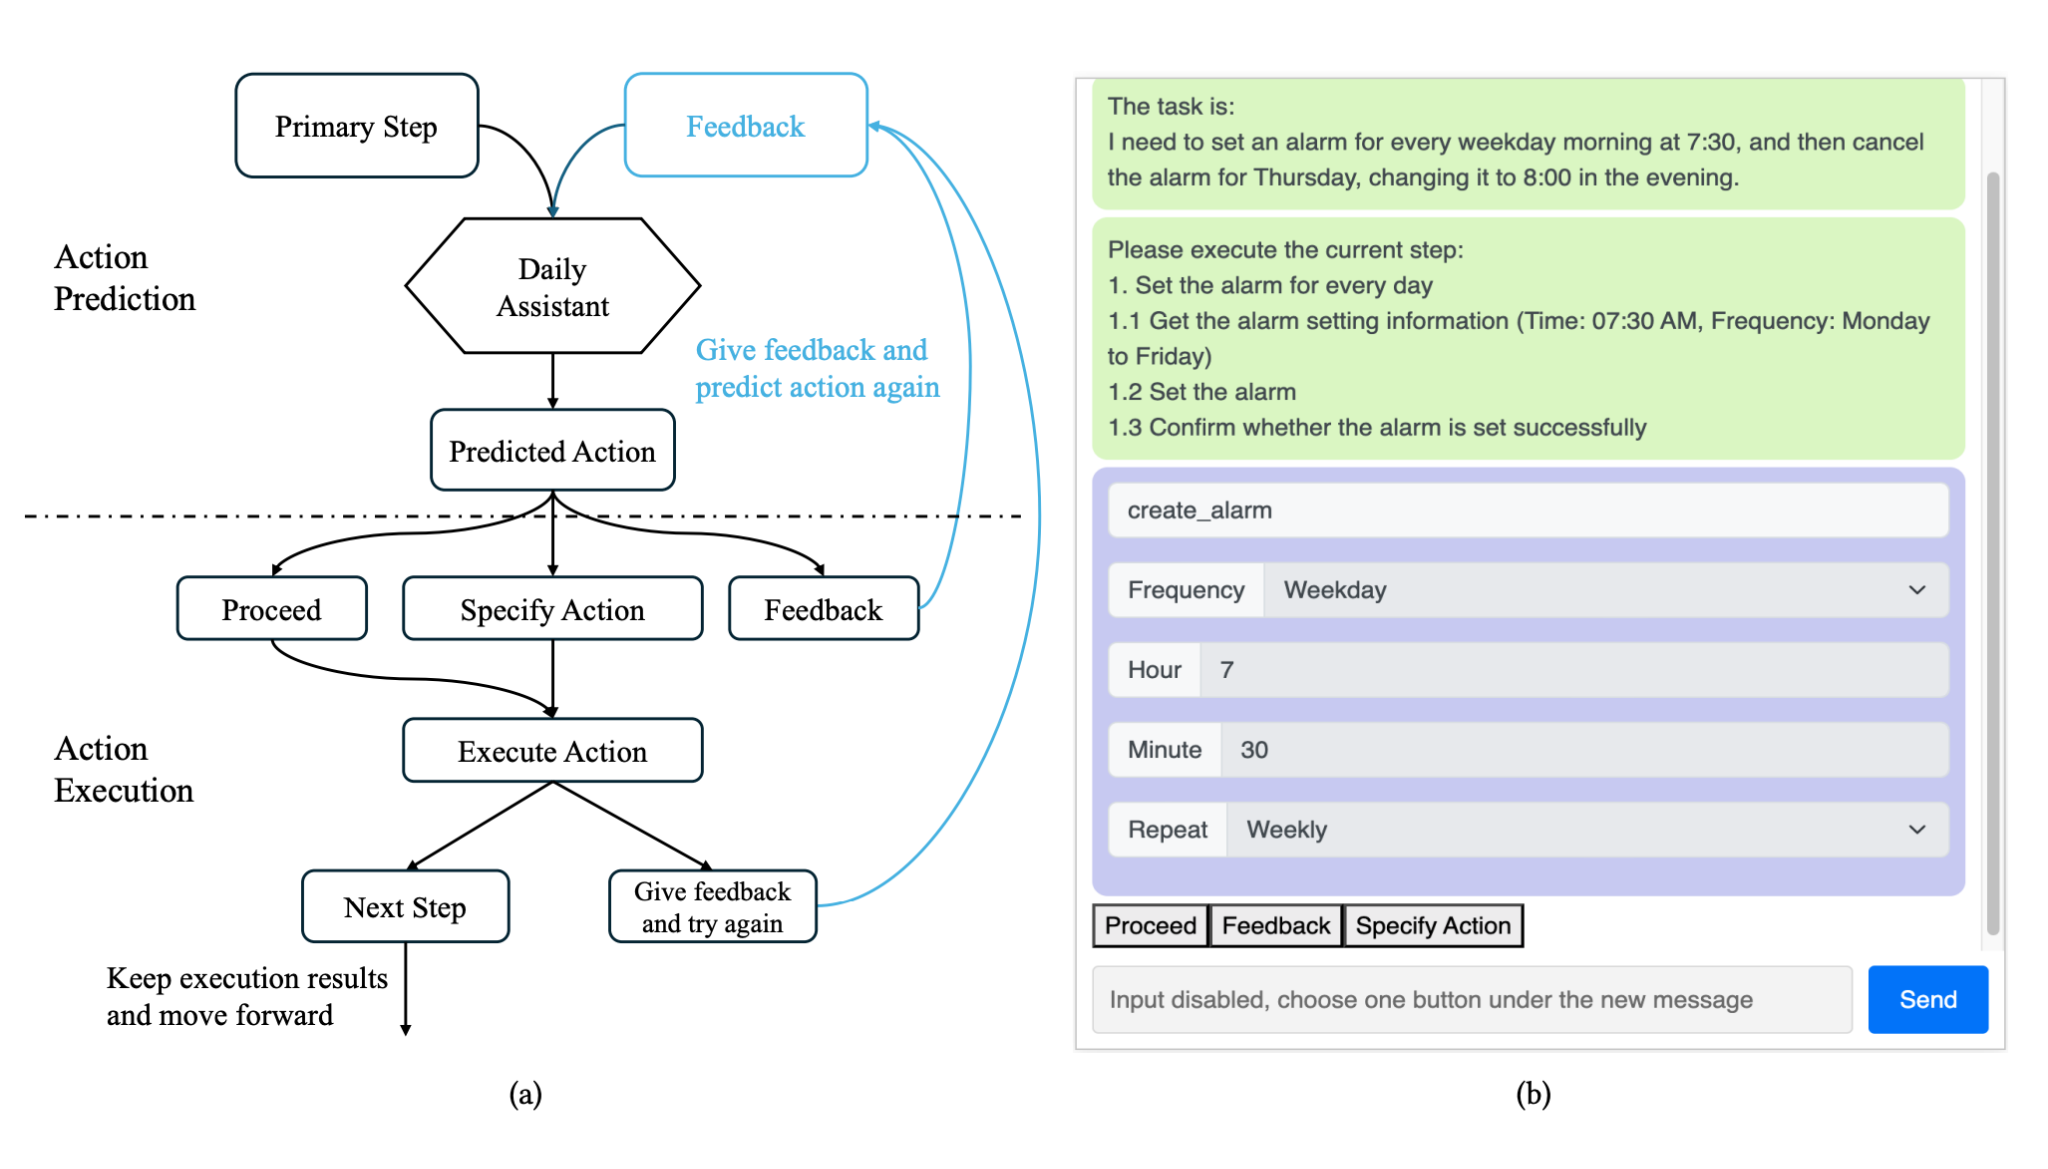 Primary Step
Feedback
Action
Prediction
Daily
Assistant
Give feedback and
predict action again
Predicted Action
Proceed
Specify Action
Feedback
Action
Execution
Execute Action
Next Step
Give feedback
and try again
Keep execution results
and move forward
(a)
The task is:
I need to set an alarm for every weekday morning at 7:30, and then cancel
the alarm for Thursday, changing it to 8:00 in the evening.
Please execute the current step:
1. Set the alarm for every day
1.1 Get the alarm setting information (Time: 07:30 AM, Frequency: Monday
to Friday)
1.2 Set the alarm
1.3 Confirm whether the alarm is set successfully
create_alarm
Frequency Weekday
Hour 7
Minute 30
Repeat Weekly
Proceed Feedback Specify Action
Input disabled, choose one button under the new message Send
(b)